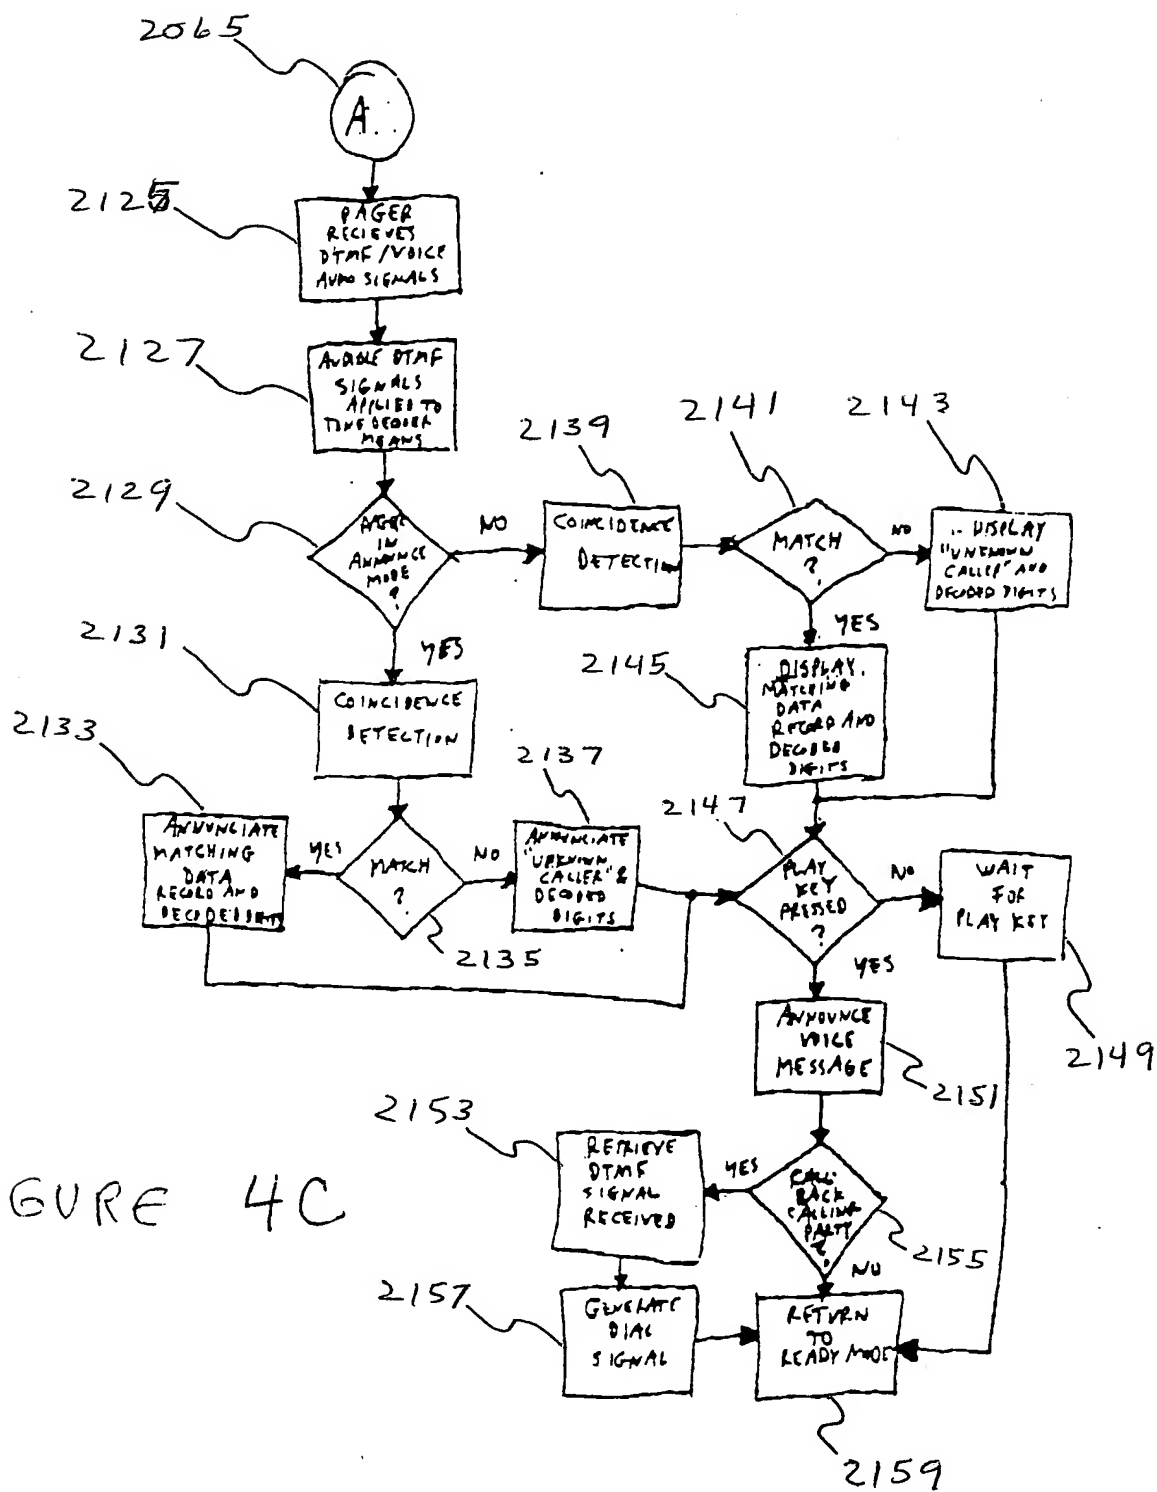 2065
A
2125
PAGER
RECIEVES
DTMF/VOICE
SIGNALS
2127
AUDIBLE DTMF
SIGNALS
APPLIED TO
TONE DECODER
MEANS
2129
PAGER
IN
ANNOUNCE
MODE
?
NO
YES
2139
COINCIDENCE
DETECTION
2141
MATCH
?
NO
YES
2143
DISPLAY
"UNKNOWN
CALLER" AND
DECODED DIGITS
2145
DISPLAY
MATCHING
DATA
RECORD AND
DECODED
DIGITS
2131
COINCIDENCE
DETECTION
2133
ANNUNCIATE
MATCHING
DATA
RECORD AND
DECODED DIGITS
YES
MATCH
?
NO
2135
2137
ANNUNCIATE
"UNKNOWN
CALLER" &
DECODED
DIGITS
2147
PLAY
KEY
PRESSED
?
NO
YES
WAIT
FOR
PLAY KEY
2149
ANNOUNCE
VOICE
MESSAGE
2151
2153
RETRIEVE
DTMF
SIGNAL
RECEIVED
YES
CALL
BACK
CALLING
PARTY
?
2155
NO
2157
GENERATE
DIAL
SIGNAL
RETURN
TO
READY MODE
2159
GURE 4C